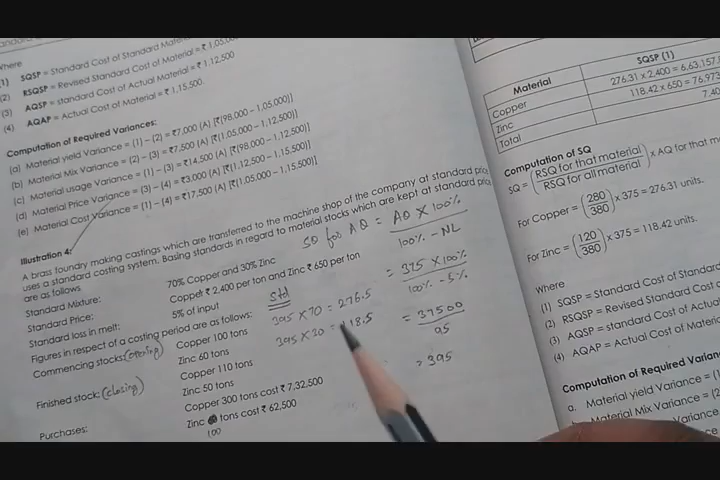 where
(1) SQSP = Standard Cost of Standard Mater
(2) RSQSP = Revised Standard Cost of Material = ₹ 1,05,00
(3) AQSP = standard Cost of Actual Material = ₹ 1,12,500
(4) AQAP = Actual Cost of Material = ₹ 1,15,500.
Computation of Required Variances:
(a) Material yield Variance = (1) – (2) = ₹7,000 (A) [₹(98,000 – 1,05,000)]
(b) Material Mix Variance = (2) – (3) = ₹7,500 (A) [₹(1,05,000 – 1,12,500)]
(c) Material usage Variance = (1) – (3) = ₹14,500 (A) [₹(98,000 – 1,12,500)]
(d) Material Price Variance = (3) – (4) = ₹3,000 (A) [₹(1,12,500 – 1,15,500)]
(e) Material Cost Variance = (1) – (4) = ₹17,500 (A) [₹(1,05,000 – 1,15,500)]
Illustration 4:
A brass foundry making castings which are transferred to the machine shop of the company at standard pric
uses a standard costing system. Basing standards in regard to material stocks which are kept at standard price
are as follows
Standard Mixture: 70% Copper and 30% Zinc
Standard Price: Copper ₹ 2,400 per ton and Zinc ₹ 650 per ton
Standard loss in melt: 5% of input
Figures in respect of a costing period are as follows:
Commencing stocks (opening) Copper 100 tons
Zinc 60 tons
Finished stock: (closing) Copper 110 tons
Zinc 50 tons
Purchases: Copper 300 tons cost ₹ 7,32,500
Zinc tons cost ₹ 62,500
100
SQ for AQ = AQ × 100%
100% - NL
= 375 × 100%
100% - 5%
= 37500
95
395
Std
395 × 70 = 276.5
395 × 30 = 118.5
Material SQSP (1)
Copper 276.31 x 2,400 = 6,63,157.
Zinc 118.42 x 650 = 76,973
Total 7,40
Computation of SQ
SQ = (RSQ for that material / RSQ for all material) x AQ for that m
For Copper = (280/380) x 375 = 276.31 units.
For Zinc = (120/380) x 375 = 118.42 units.
Where
(1) SQSP = Standard Cost of Standard
(2) RSQSP = Revised Standard Cost o
(3) AQSP = standard Cost of Actual M
(4) AQAP = Actual Cost of Materia
Computation of Required Varianc
a. Material yield Variance = (1
Material Mix Variance = (2
Variance